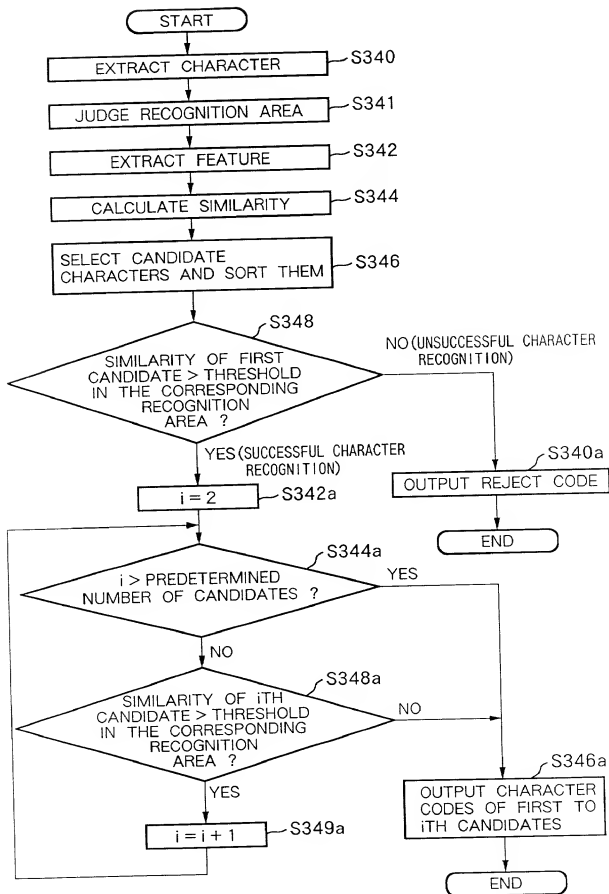 START
EXTRACT CHARACTER
S340
JUDGE RECOGNITION AREA
S341
EXTRACT FEATURE
S342
CALCULATE SIMILARITY
S344
SELECT CANDIDATE
CHARACTERS AND SORT THEM
S346
S348
SIMILARITY OF FIRST
CANDIDATE > THRESHOLD
IN THE CORRESPONDING
RECOGNITION
AREA ?
NO (UNSUCCESSFUL CHARACTER
RECOGNITION)
YES (SUCCESSFUL CHARACTER
RECOGNITION)
S340a
OUTPUT REJECT CODE
END
i = 2
S342a
S344a
i > PREDETERMINED
NUMBER OF CANDIDATES ?
YES
NO
S348a
SIMILARITY OF iTH
CANDIDATE > THRESHOLD
IN THE CORRESPONDING
RECOGNITION
AREA ?
NO
YES
S346a
OUTPUT CHARACTER
CODES OF FIRST TO
iTH CANDIDATES
i = i + 1
S349a
END